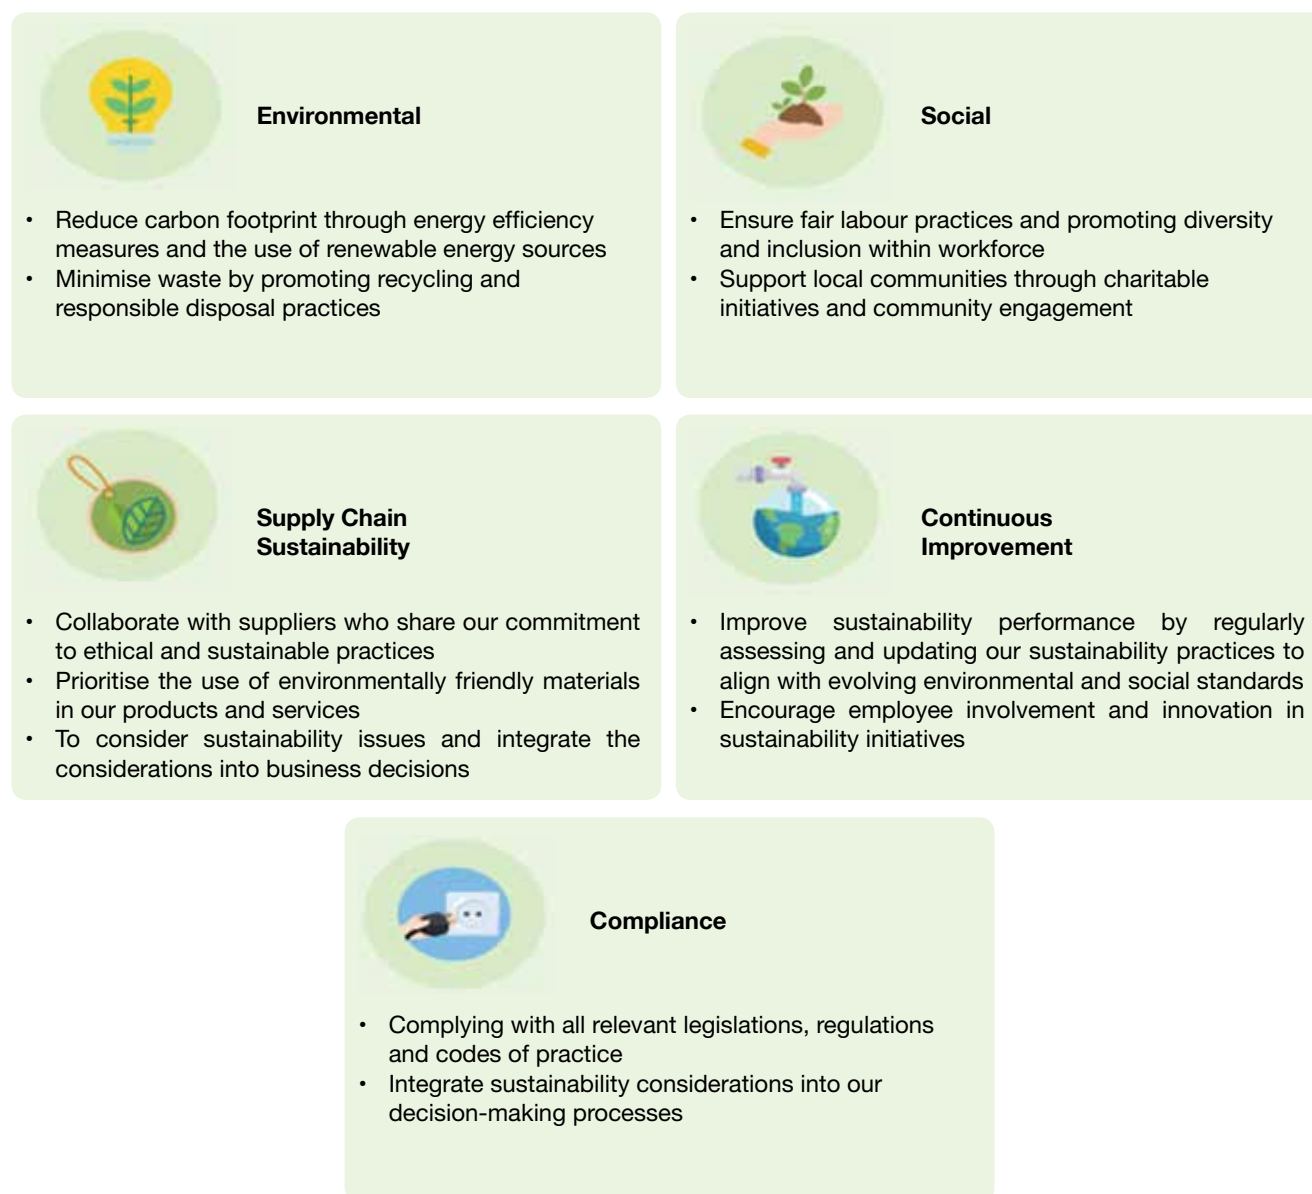 Environmental
• Reduce carbon footprint through energy efficiency
measures and the use of renewable energy sources
• Minimise waste by promoting recycling and
responsible disposal practices
Social
• Ensure fair labour practices and promoting diversity
and inclusion within workforce
• Support local communities through charitable
initiatives and community engagement
Supply Chain
Sustainability
• Collaborate with suppliers who share our commitment
to ethical and sustainable practices
• Prioritise the use of environmentally friendly materials
in our products and services
• To consider sustainability issues and integrate the
considerations into business decisions
Continuous
Improvement
• Improve sustainability performance by regularly
assessing and updating our sustainability practices to
align with evolving environmental and social standards
• Encourage employee involvement and innovation in
sustainability initiatives
Compliance
• Complying with all relevant legislations, regulations
and codes of practice
• Integrate sustainability considerations into our
decision-making processes